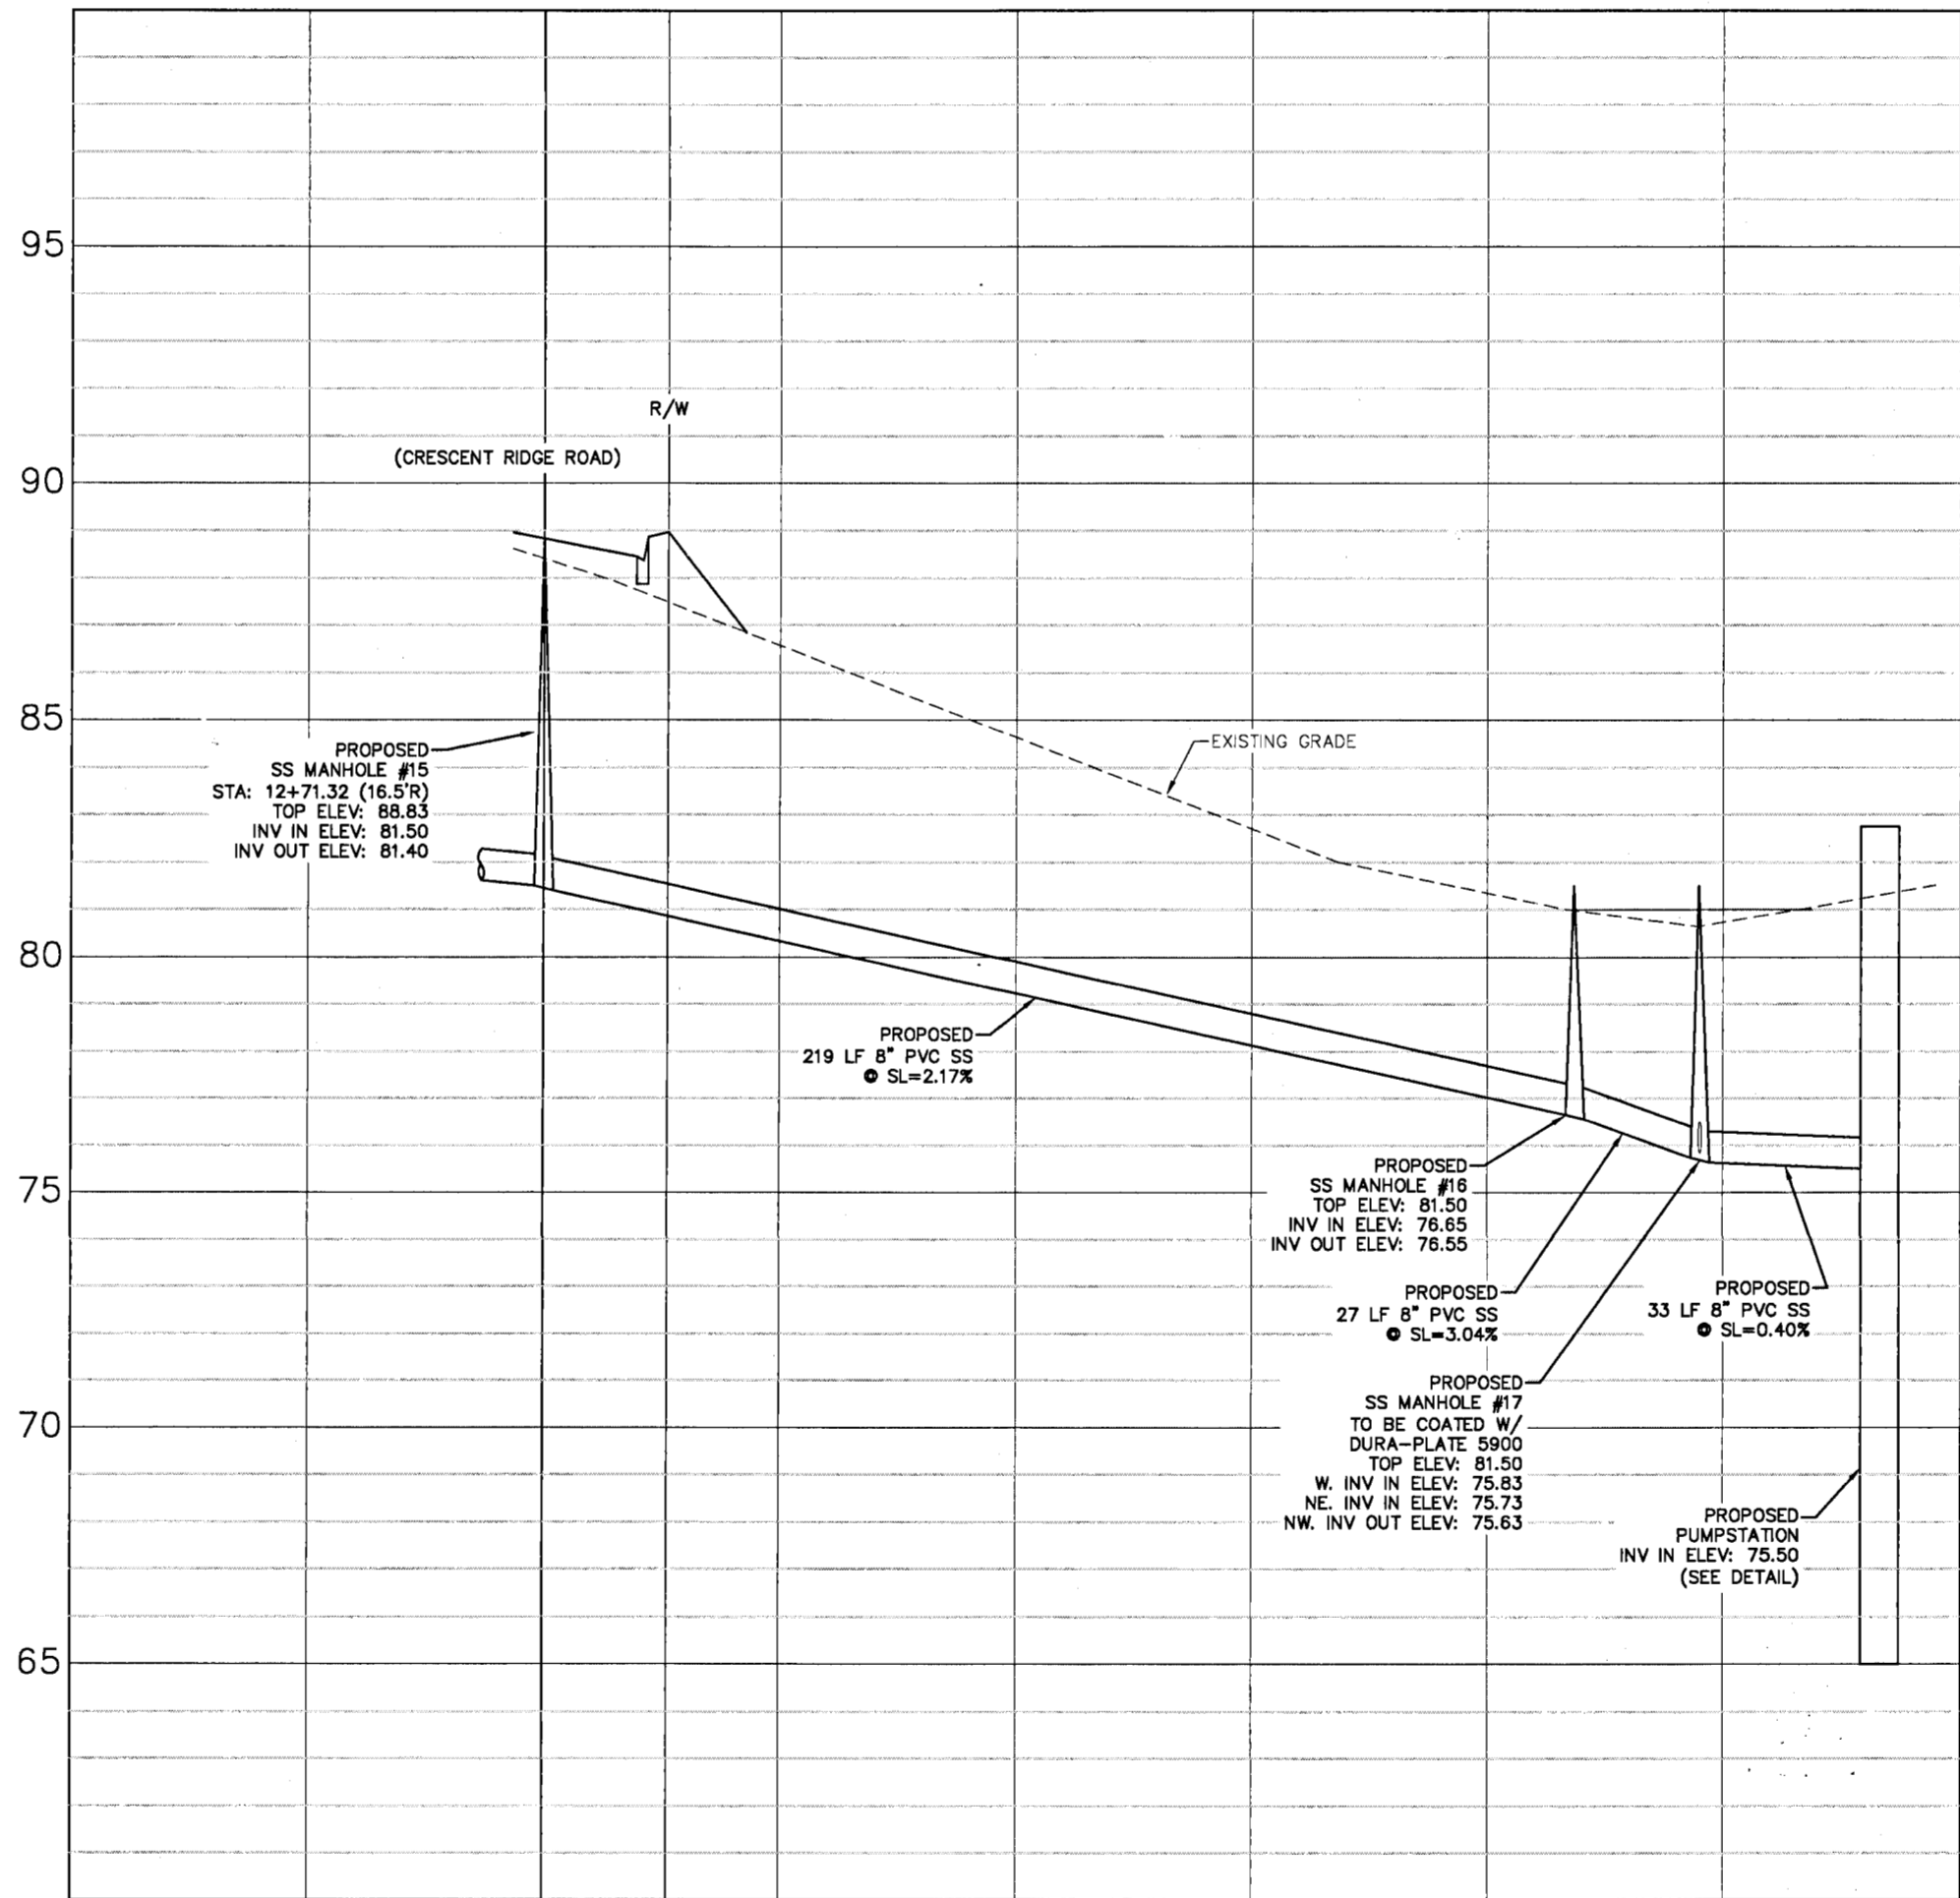 95
R/W
(CRESCENT RIDGE ROAD)
90
85
EXISTING GRADE
PROPOSED
SS MANHOLE #15
STA: 12+71.32 (16.5'R)
TOP ELEV: 88.83
INV IN ELEV: 81.50
INV OUT ELEV: 81.40
80
PROPOSED
219 LF 8" PVC SS
@ SL=2.17%
75
PROPOSED
SS MANHOLE #16
TOP ELEV: 81.50
INV IN ELEV: 76.65
INV OUT ELEV: 76.55
PROPOSED
27 LF 8" PVC SS
@ SL=3.04%
PROPOSED
33 LF 8" PVC SS
@ SL=0.40%
70
PROPOSED
SS MANHOLE #17
TO BE COATED W/
DURA-PLATE 5900
TOP ELEV: 81.50
W. INV IN ELEV: 75.83
NE. INV IN ELEV: 75.73
NW. INV OUT ELEV: 75.63
PROPOSED
PUMPSTATION
INV IN ELEV: 75.50
(SEE DETAIL)
65